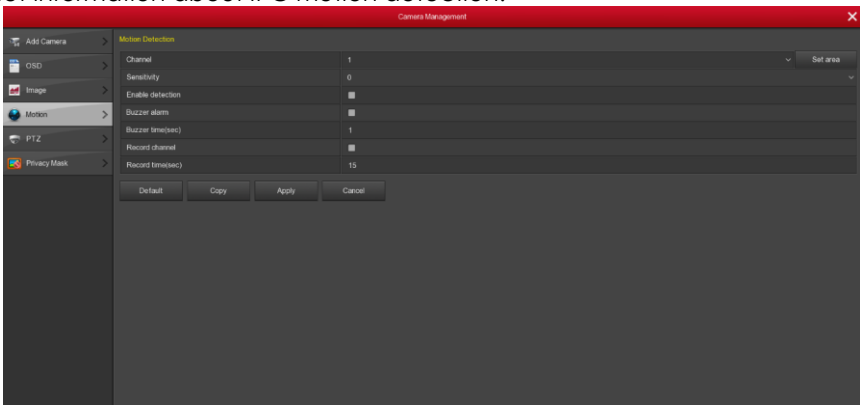 Camera Management
Add Camera
OSD
Image
Motion
PTZ
Privacy Mask
Motion Detection
Channel 1 Set area
Sensitivity 0
Enable detection
Buzzer alarm
Buzzer time(sec) 1
Record channel
Record time(sec) 15
Default Copy Apply Cancel